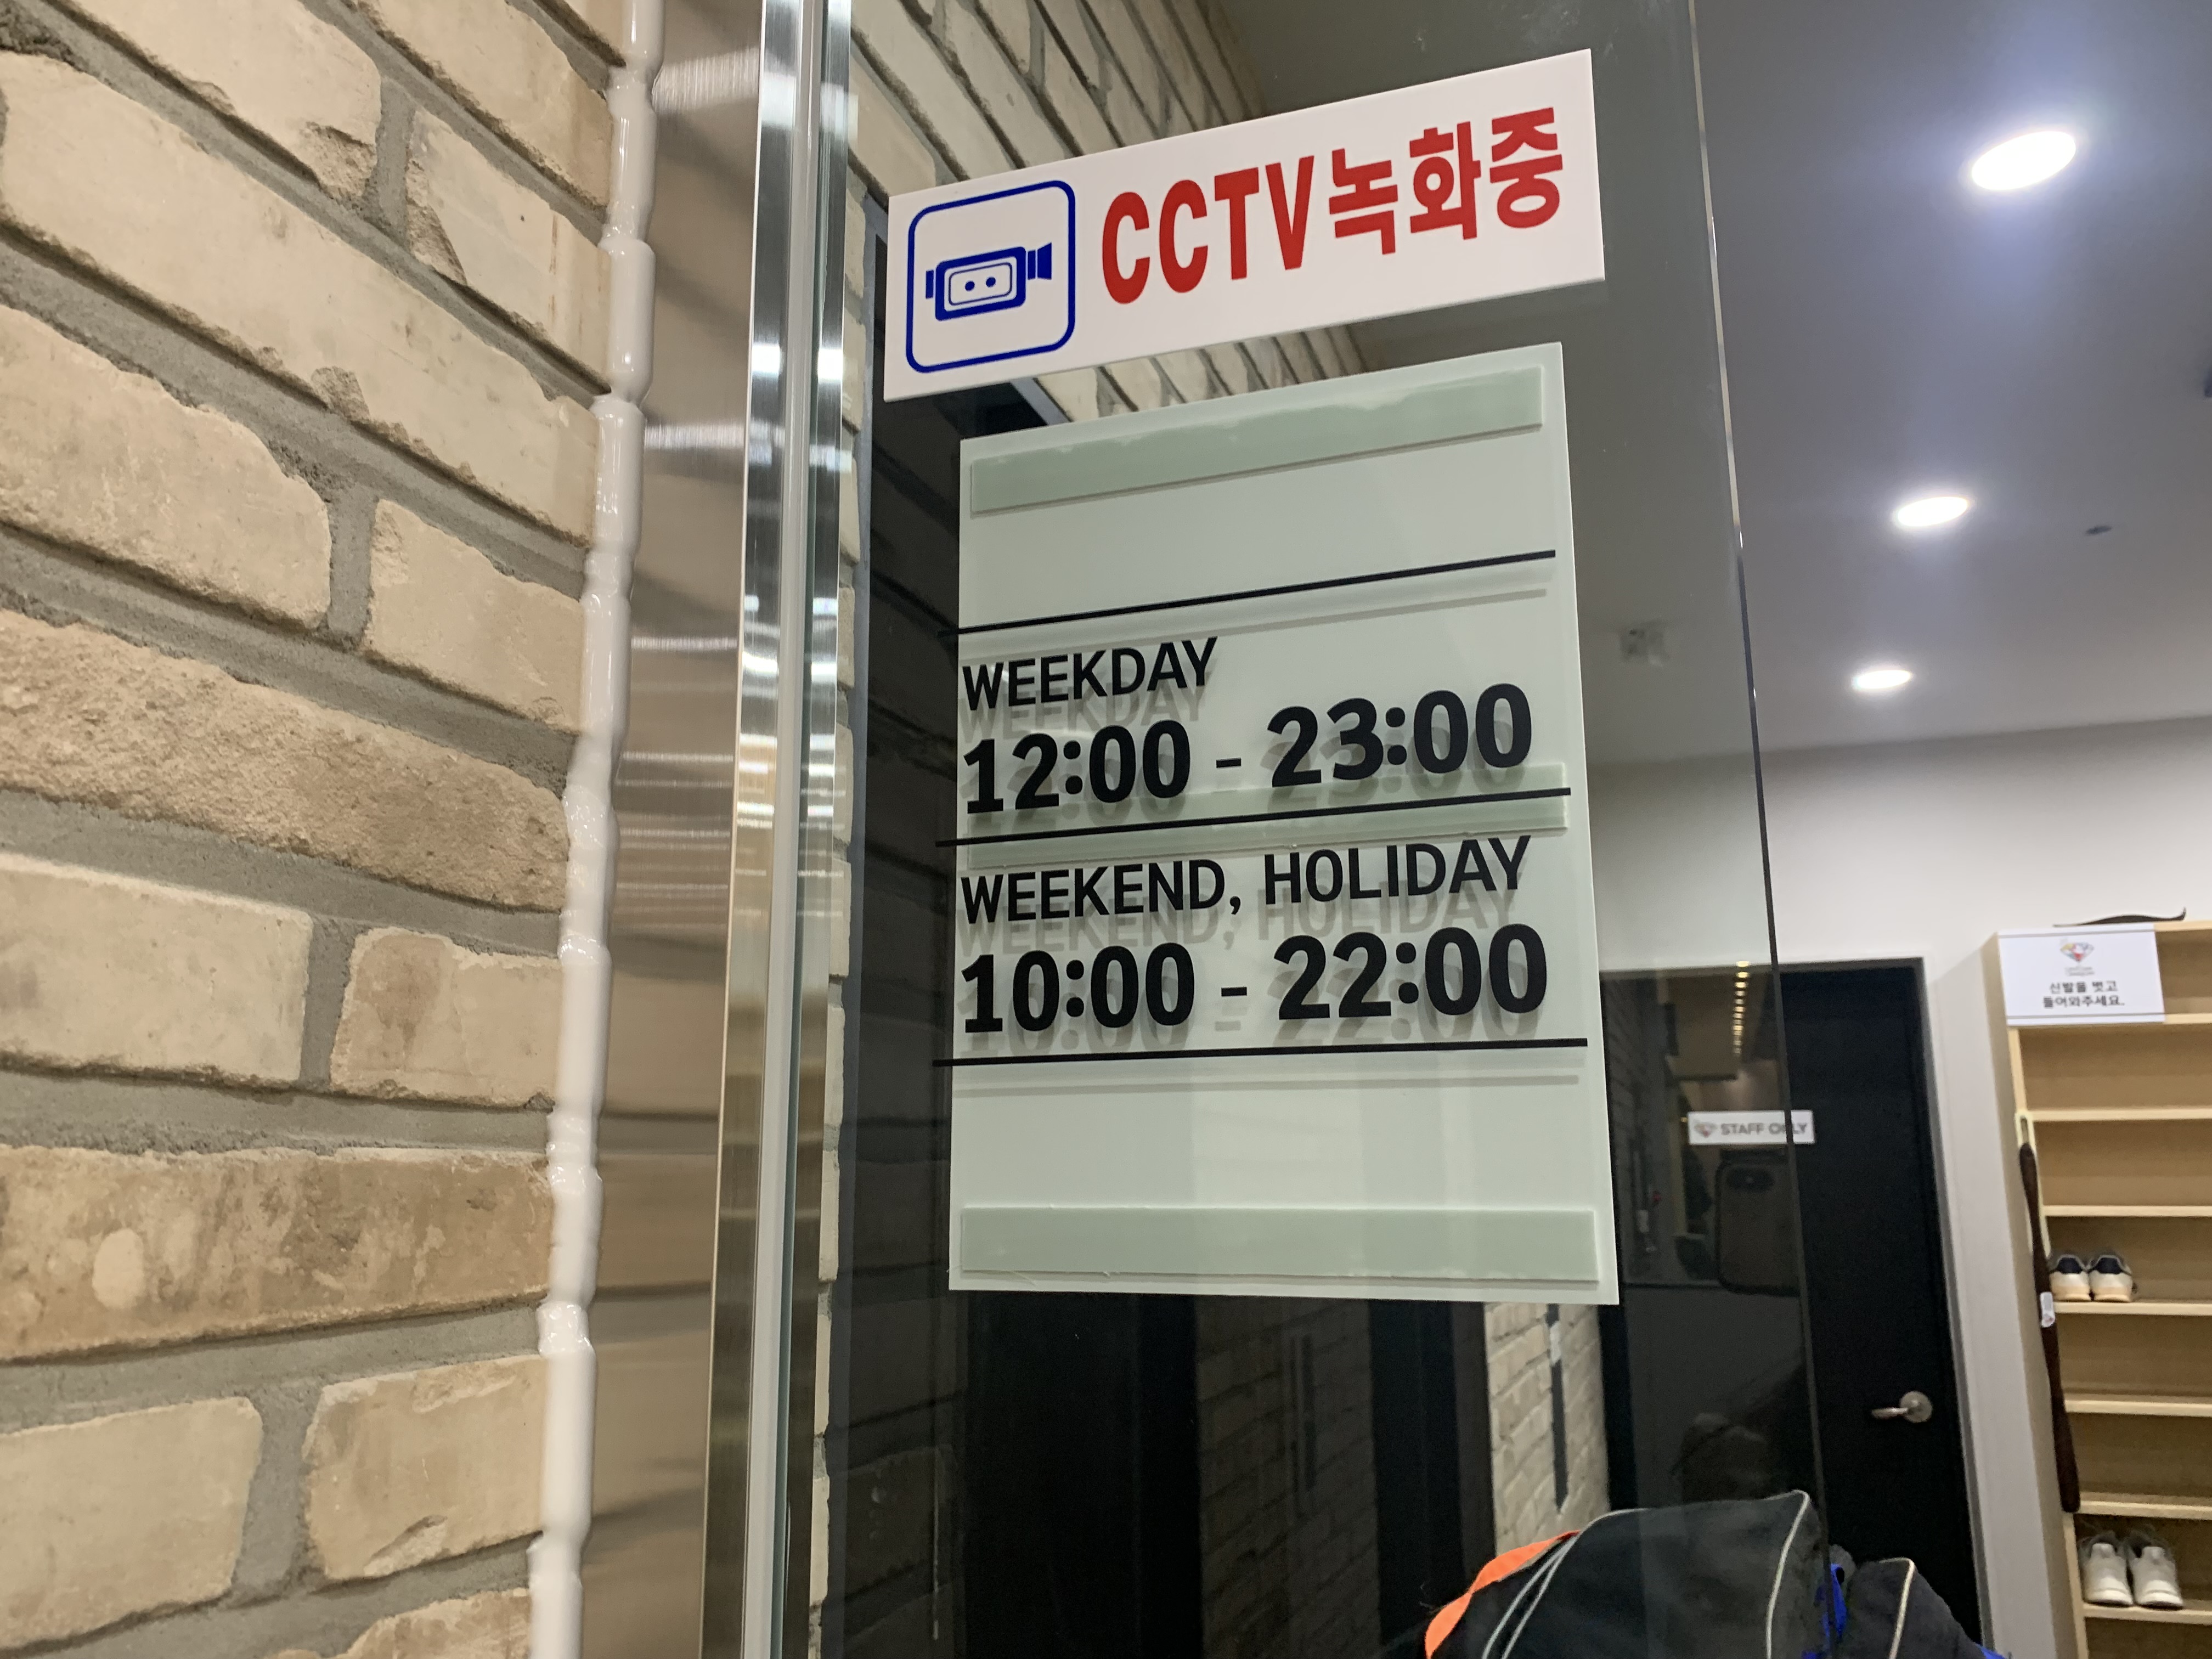 CCTV녹화중
WEEKDAY
12:00 - 23:00
WEEKEND, HOLIDAY
10:00 - 22:00
신발을 벗고
들어와주세요.
STAFF ONLY